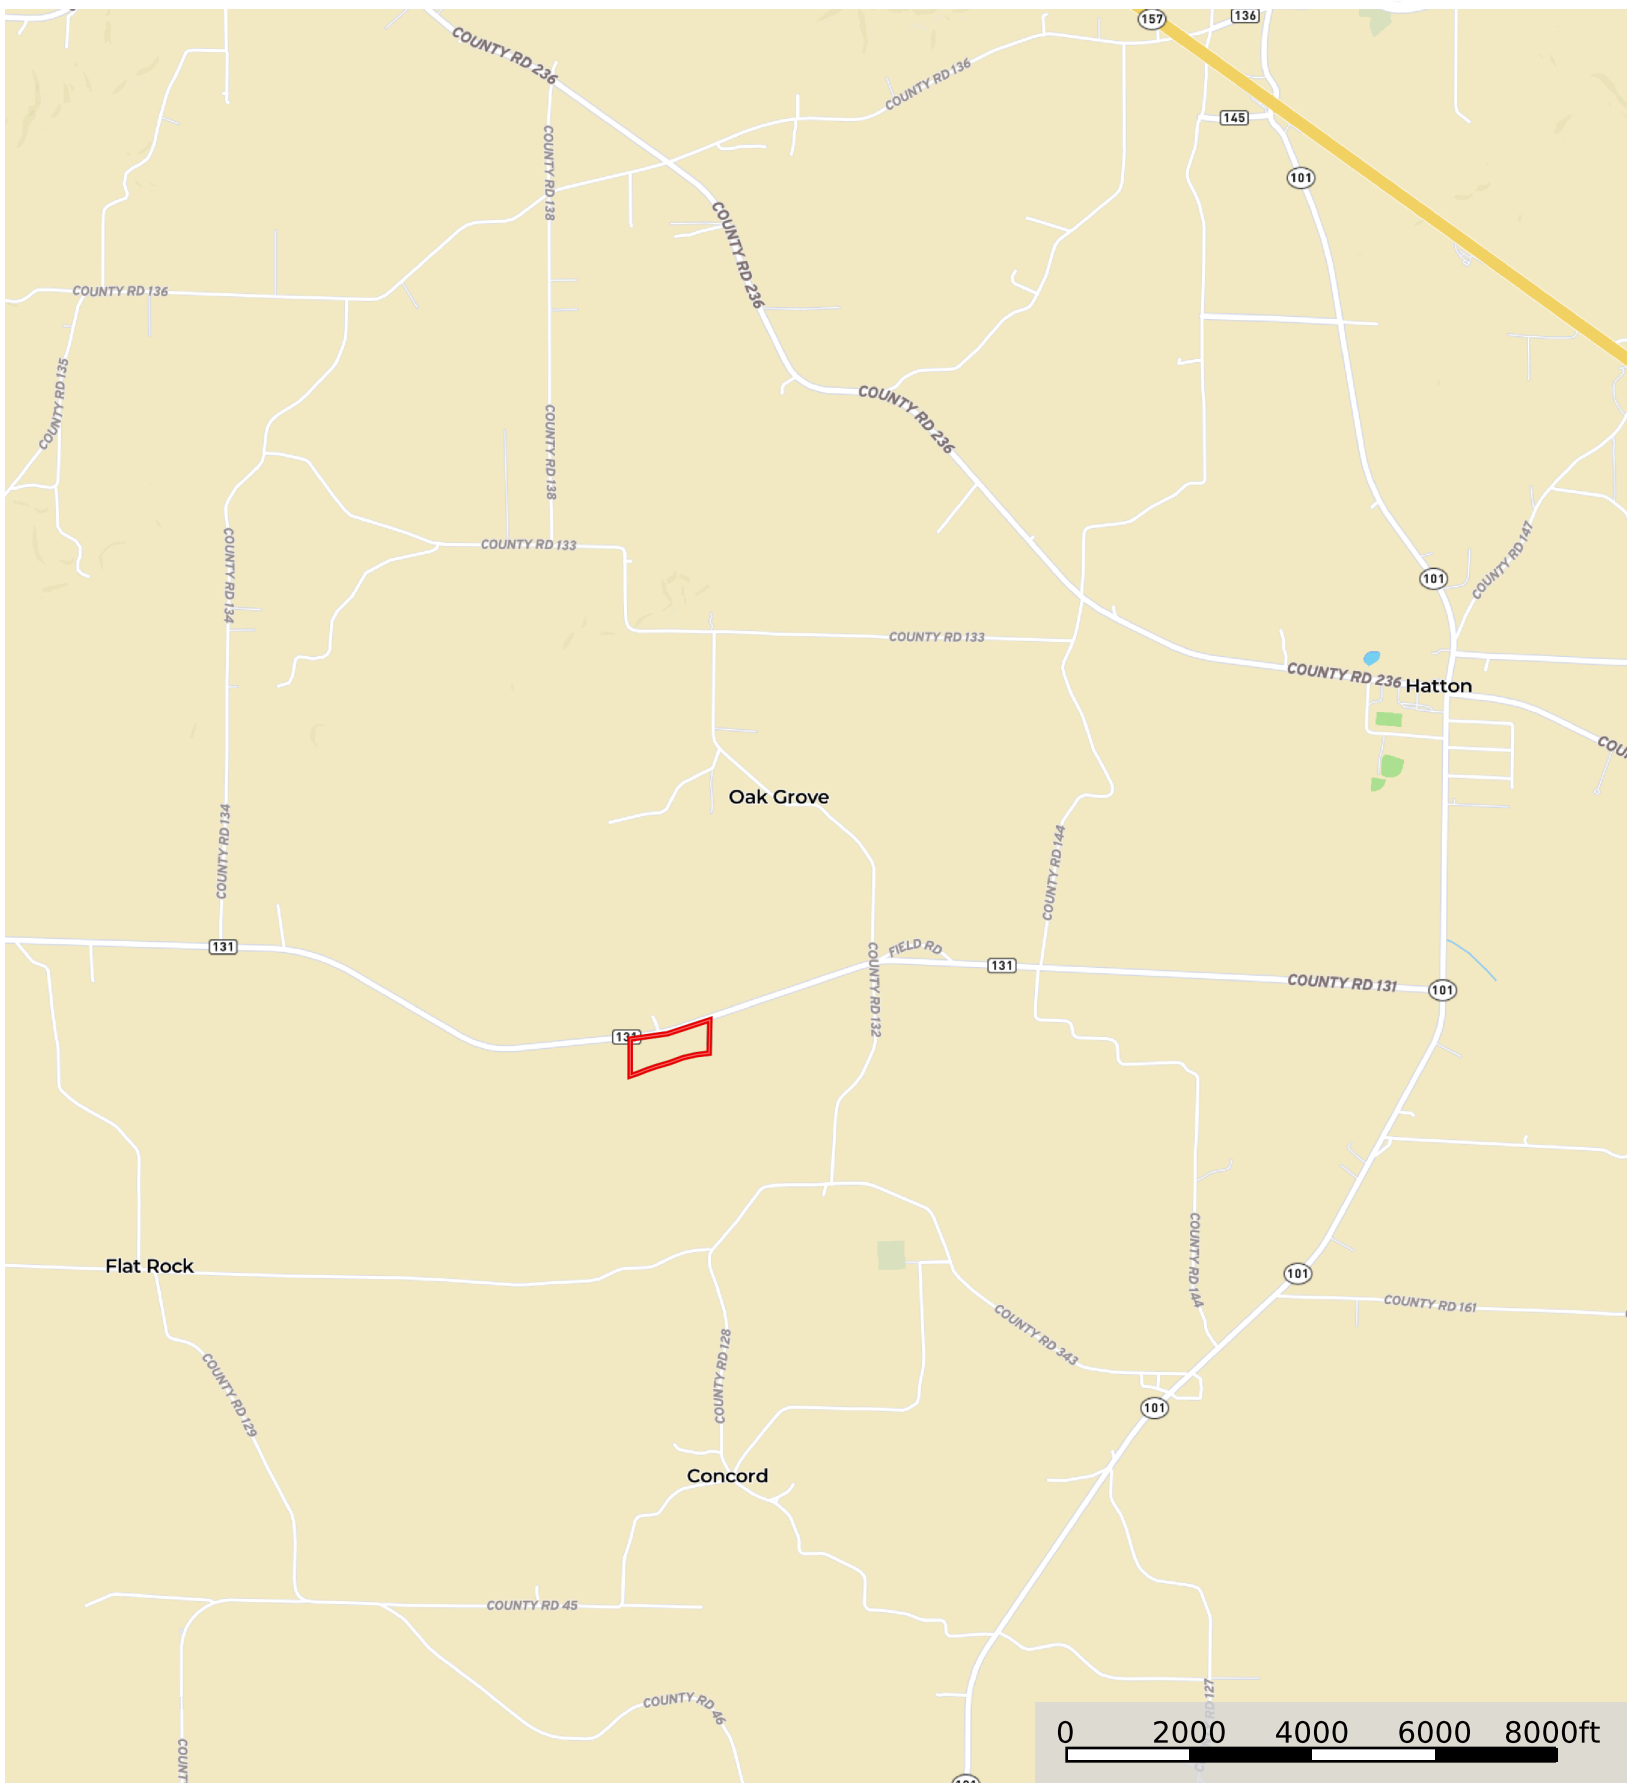 157
136
COUNTY RD 236
COUNTY RD 136
145
COUNTY RD 138
101
COUNTY RD 236
COUNTY RD 136
COUNTY RD 135
COUNTY RD 236
COUNTY RD 138
COUNTY RD 133
COUNTY RD 134
COUNTY RD 147
101
COUNTY RD 133
COUNTY RD 236
Hatton
COU
Oak Grove
COUNTY RD 134
COUNTY RD 144
131
FIELD RD
131
COUNTY RD 131
101
COUNTY RD 132
131
Flat Rock
COUNTY RD 144
101
COUNTY RD 161
COUNTY RD 343
COUNTY RD 128
COUNTY RD 129
101
Concord
COUNTY RD 45
COUNTY RD 46
RD 127
COUNT
0 2000 4000 6000 8000ft